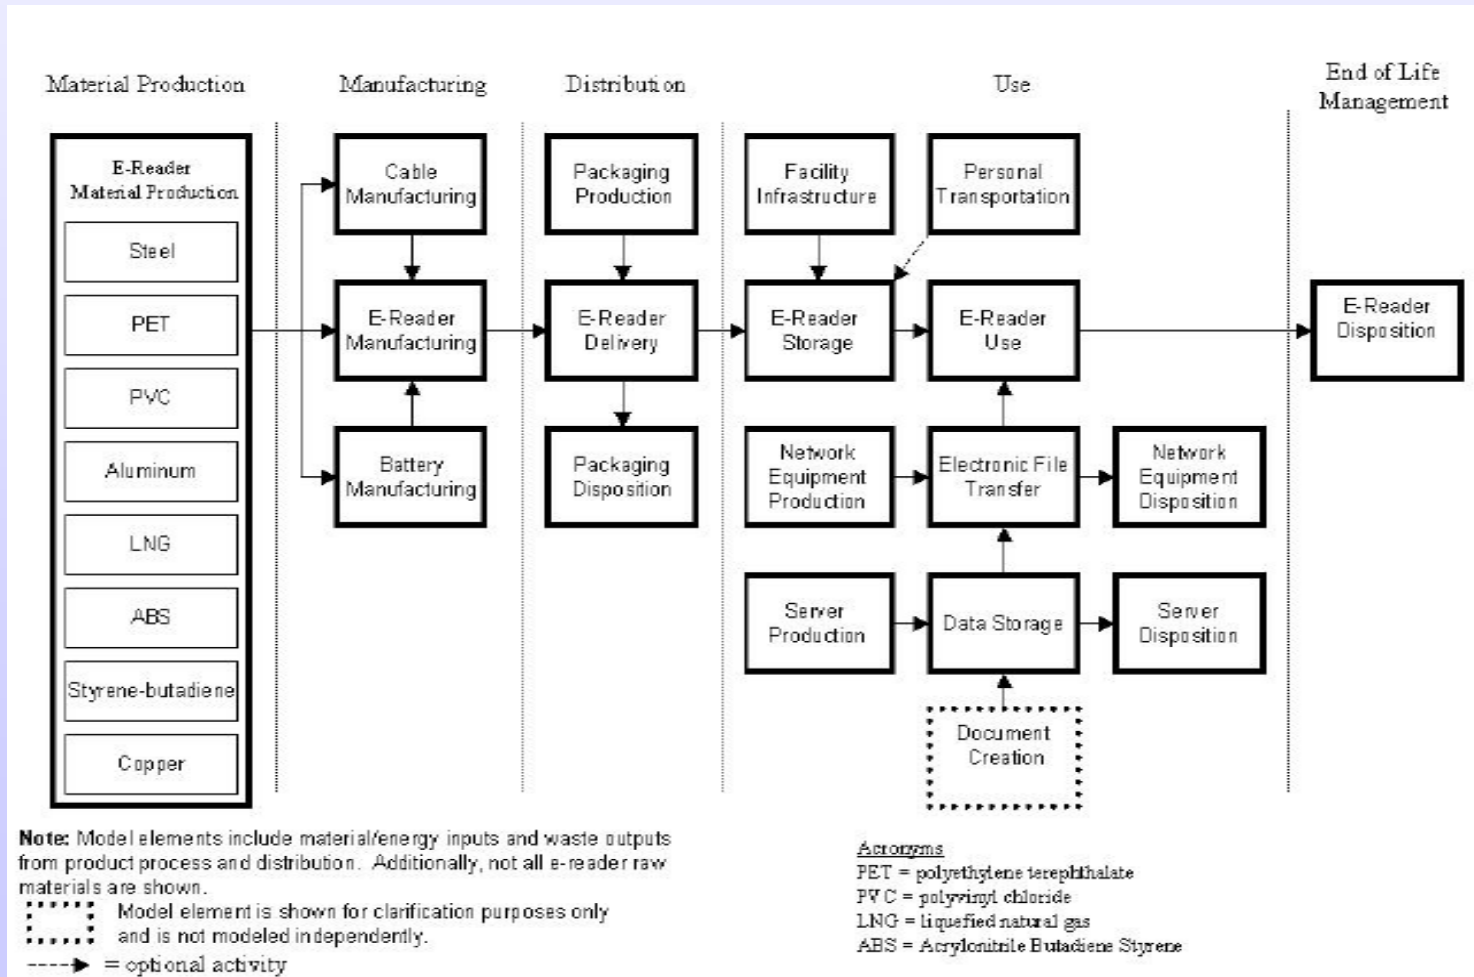 Material Production
Manufacturing
Distribution
Use
End of Life
Management
E-Reader
Material Production
Steel
PET
PVC
Aluminum
LNG
ABS
Styrene-butadiene
Copper
Cable
Manufacturing
E-Reader
Manufacturing
Battery
Manufacturing
Packaging
Production
E-Reader
Delivery
Packaging
Disposition
Facility
Infrastructure
Personal
Transportation
E-Reader
Storage
E-Reader
Use
Network
Equipment
Production
Electronic File
Transfer
Network
Equipment
Disposition
Server
Production
Data Storage
Server
Disposition
Document
Creation
E-Reader
Disposition
Note: Model elements include material/energy inputs and waste outputs
from product process and distribution. Additionally, not all e-reader raw
materials are shown.
Model element is shown for clarification purposes only
and is not modeled independently.
= optional activity
Acronyms
PET = polyethylene terephthalate
PVC = polyvinyl chloride
LNG = liquefied natural gas
ABS = Acrylonitrile Butadiene Styrene